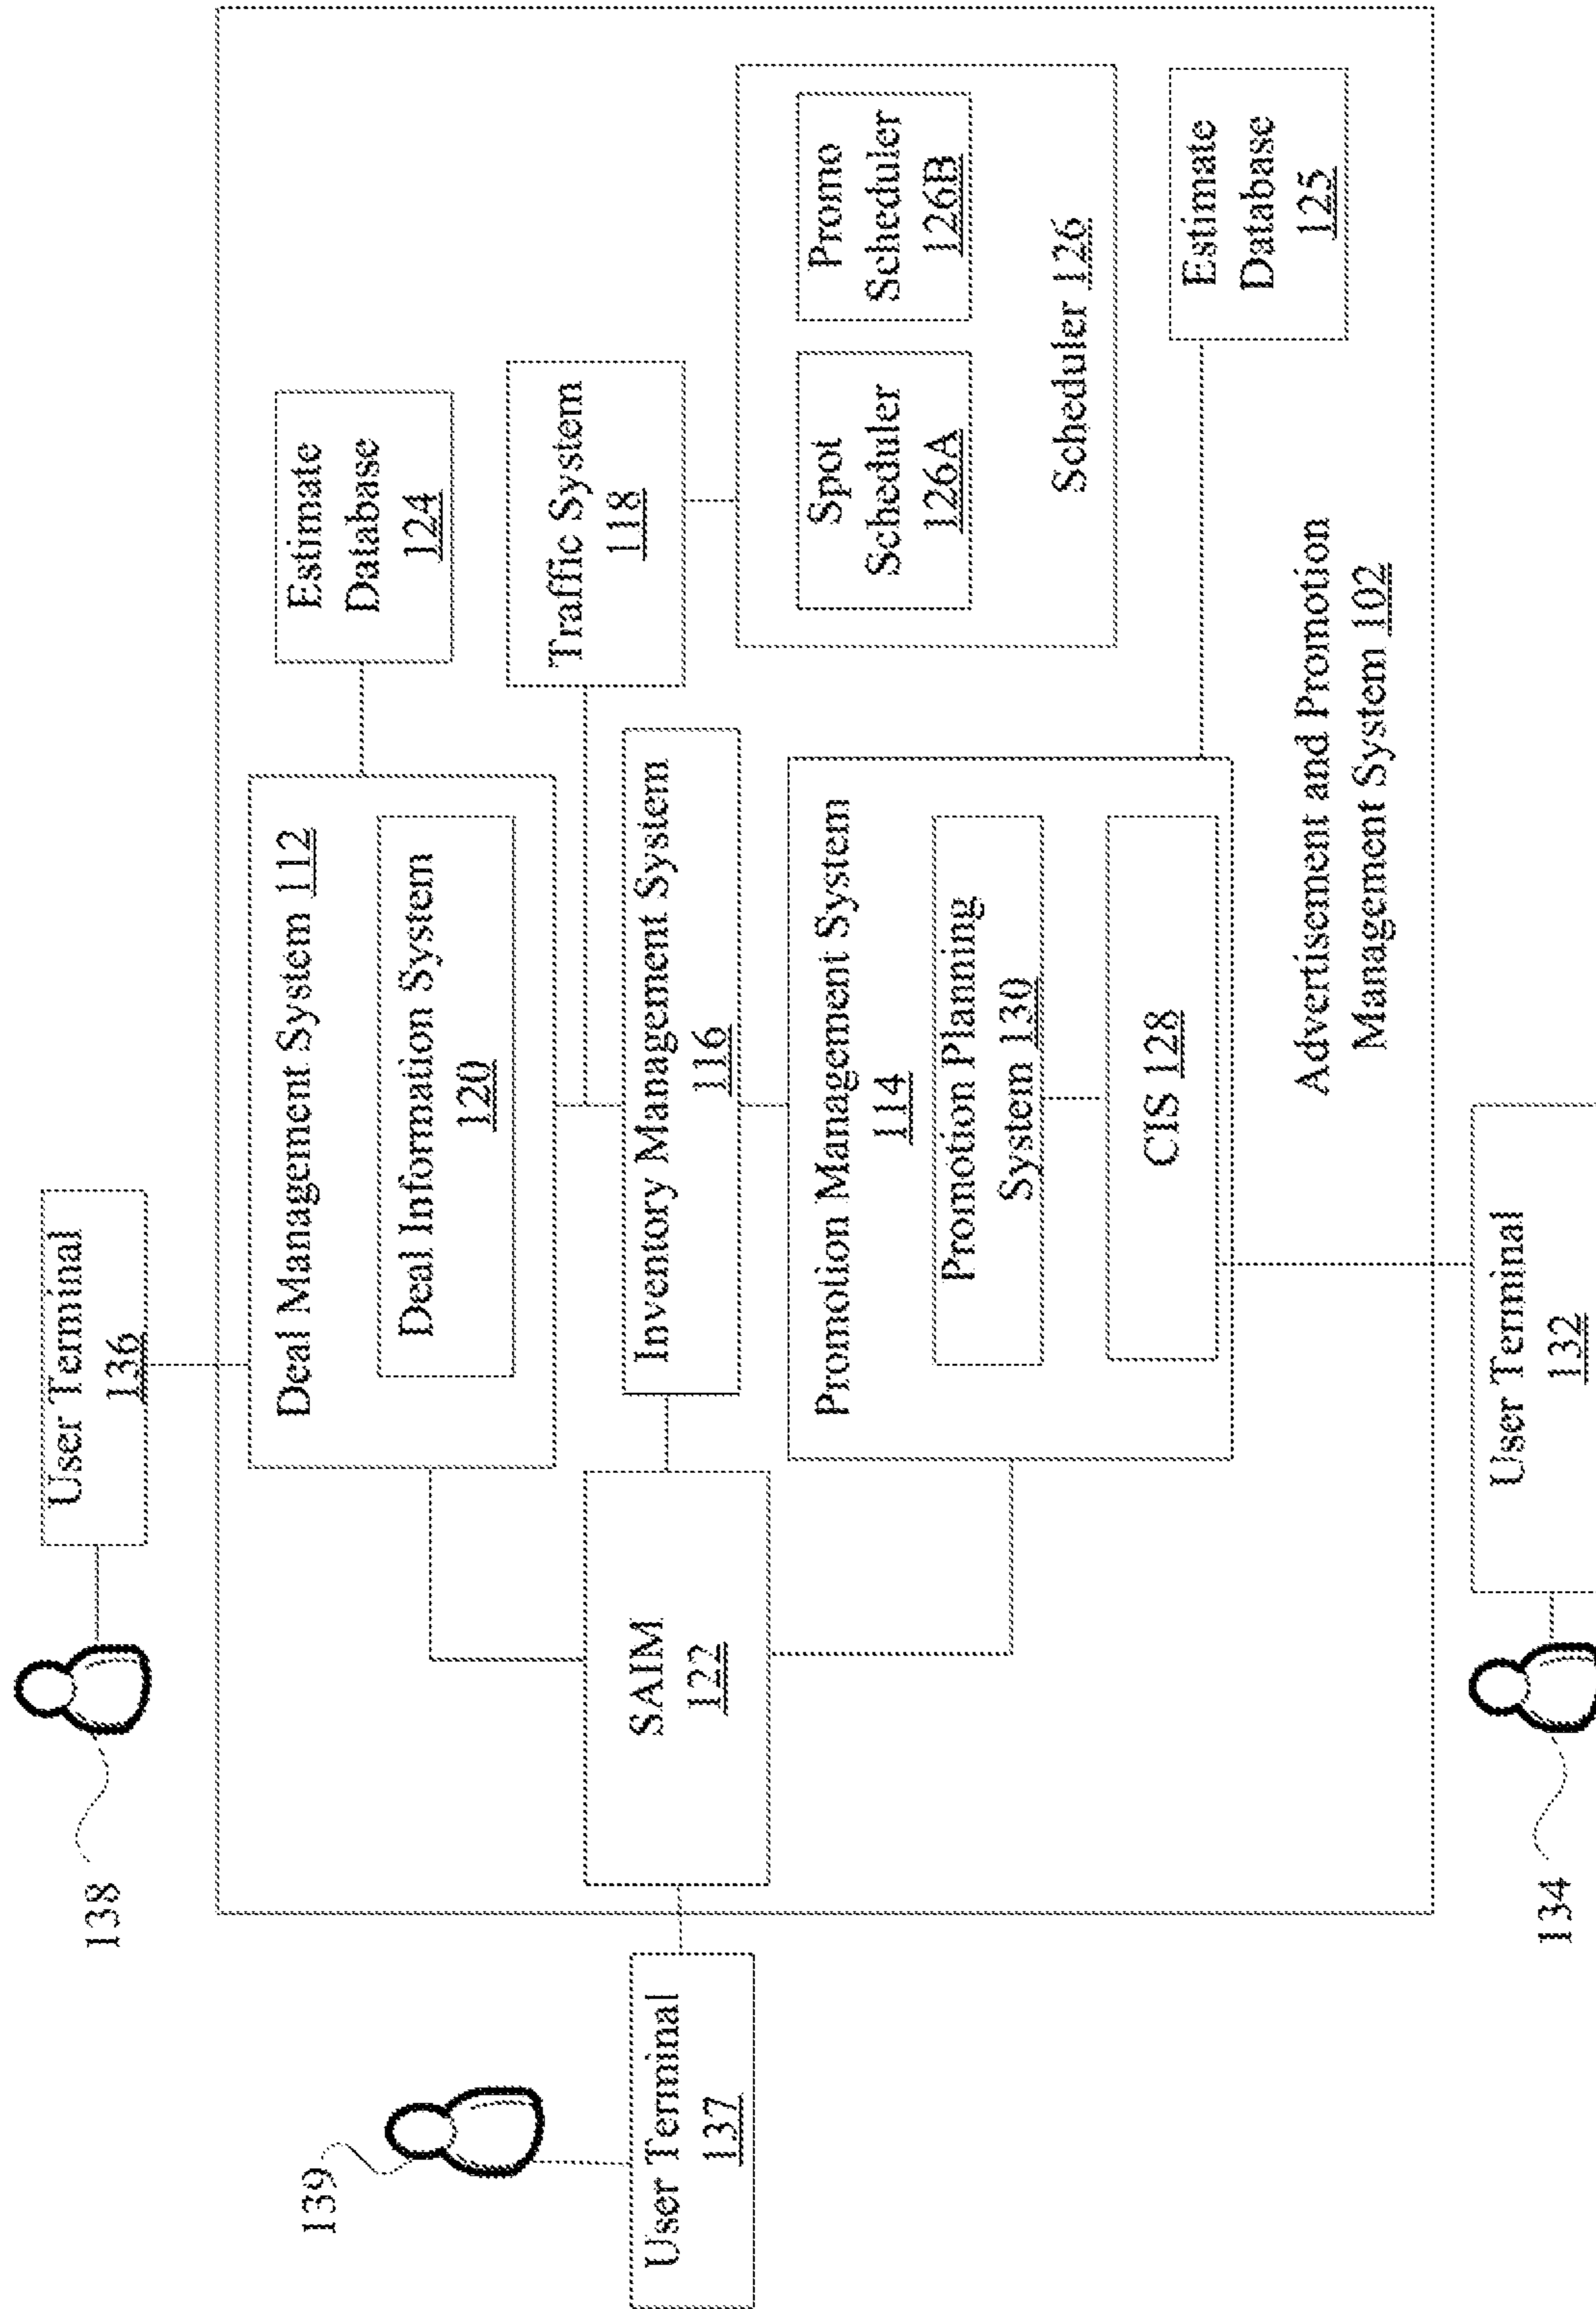 138
User Terminal
136
139
User Terminal
137
Deal Management System 112
Deal Information System
120
Estimate
Database
124
SAIM
122
Inventory Management System
116
Traffic System
118
Promotion Management System
114
Promotion Planning
System 130
CIS 128
Spot
Scheduler
126A
Promo
Scheduler
126B
Scheduler 126
Estimate
Database
125
Advertisement and Promotion
Management System 102
134
User Terminal
132